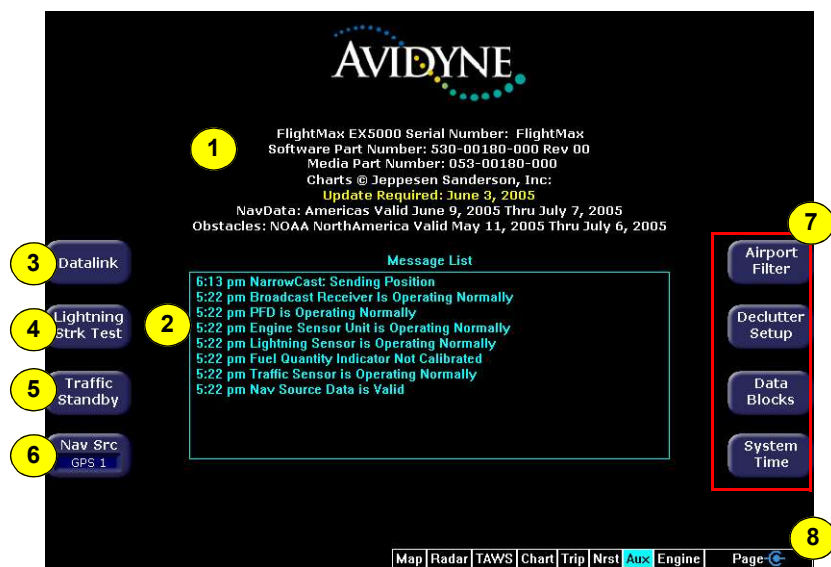 AVIDYNE
FlightMax EX5000 Serial Number: FlightMax
Software Part Number: 530-00180-000 Rev 00
Media Part Number: 053-00180-000
Charts © Jeppesen Sanderson, Inc:
Update Required: June 3, 2005
NavData: Americas Valid June 9, 2005 Thru July 7, 2005
Obstacles: NOAA NorthAmerica Valid May 11, 2005 Thru July 6, 2005
1
7
3
Datalink
4
Lightning
Strk Test
5
Traffic
Standby
6
Nav Src
GPS 1
Message List
2
6:13 pm NarrowCast: Sending Position
5:22 pm Broadcast Receiver Is Operating Normally
5:22 pm PFD is Operating Normally
5:22 pm Engine Sensor Unit is Operating Normally
5:22 pm Lightning Sensor is Operating Normally
5:22 pm Fuel Quantity Indicator Not Calibrated
5:22 pm Traffic Sensor is Operating Normally
5:22 pm Nav Source Data is Valid
Airport
Filter
Declutter
Setup
Data
Blocks
System
Time
8
Map Radar TAWS Chart Trip Nrst Aux Engine Page